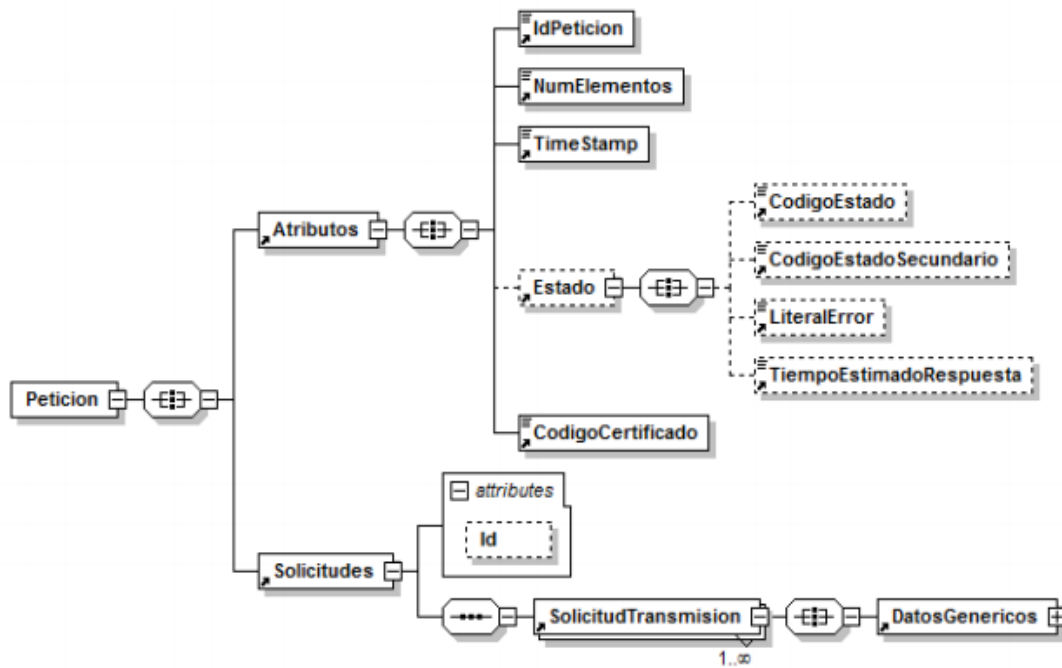 IdPeticion
NumElementos
TimeStamp
CodigoEstado
Atributos
CodigoEstadoSecundario
Estado
LiteralError
TiempoEstimadoRespuesta
Peticion
CodigoCertificado
attributes
Id
Solicitudes
SolicitudTransmision
DatosGenericos
1..∞